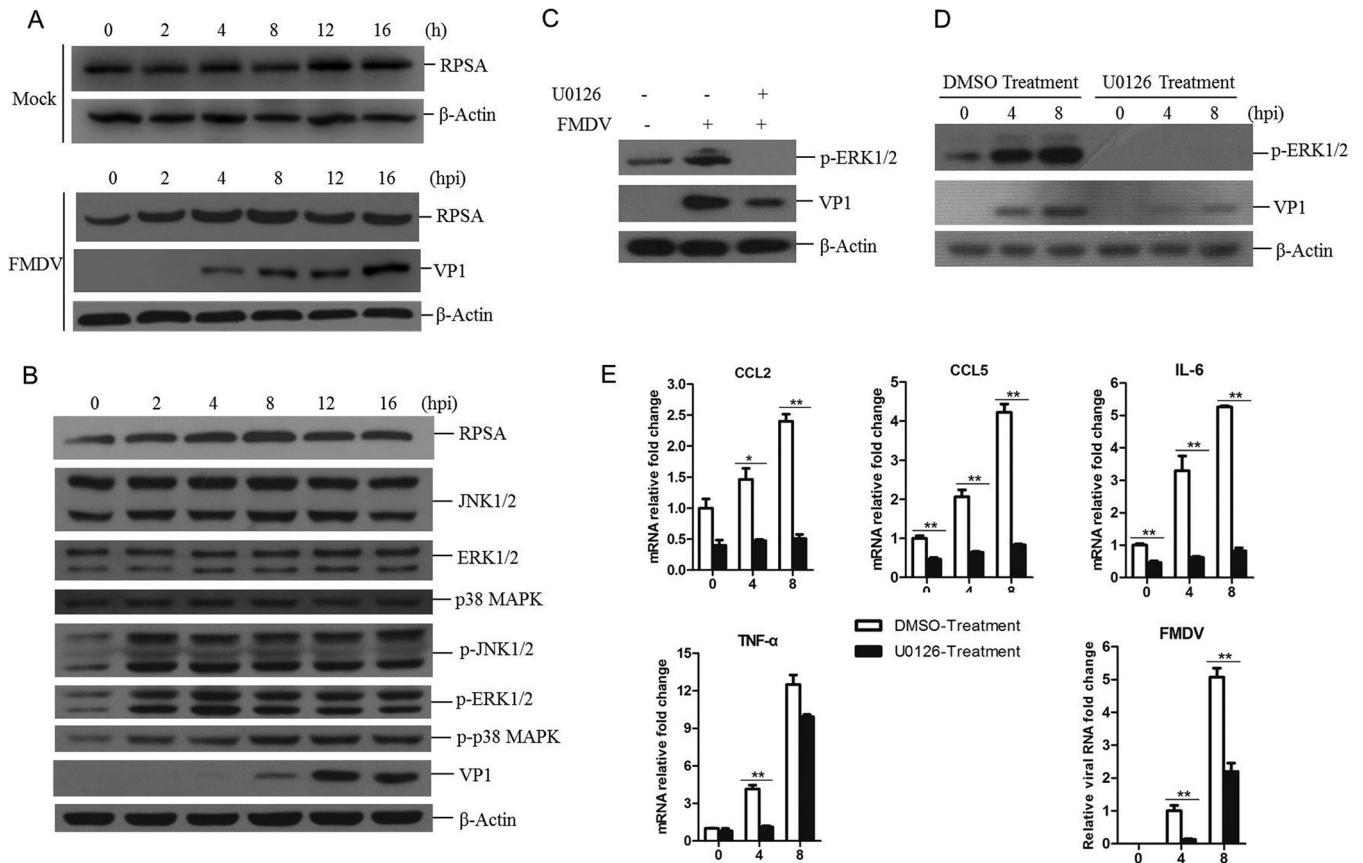 A
0 2 4 8 12 16 (h)
Mock
RPSA
β-Actin
0 2 4 8 12 16 (hpi)
FMDV
RPSA
VP1
β-Actin
B
0 2 4 8 12 16 (hpi)
RPSA
JNK1/2
ERK1/2
p38 MAPK
p-JNK1/2
p-ERK1/2
p-p38 MAPK
VP1
β-Actin
C
U0126 - - +
FMDV - + +
p-ERK1/2
VP1
β-Actin
D
DMSO Treatment U0126 Treatment
0 4 8 0 4 8 (hpi)
p-ERK1/2
VP1
β-Actin
E
CCL2
mRNA relative fold change
3.0
2.5
2.0
1.5
1.0
0.5
0.0
* **
0 4 8
CCL5
mRNA relative fold change
5
4
3
2
1
0
** ** **
0 4 8
IL-6
mRNA relative fold change
6
5
4
3
2
1
0
** ** **
0 4 8
TNF-α
mRNA relative fold change
15
12
9
6
3
0
**
0 4 8
DMSO-Treatment
U0126-Treatment
FMDV
Relative viral RNA fold change
6
5
4
3
2
1
0
** **
0 4 8